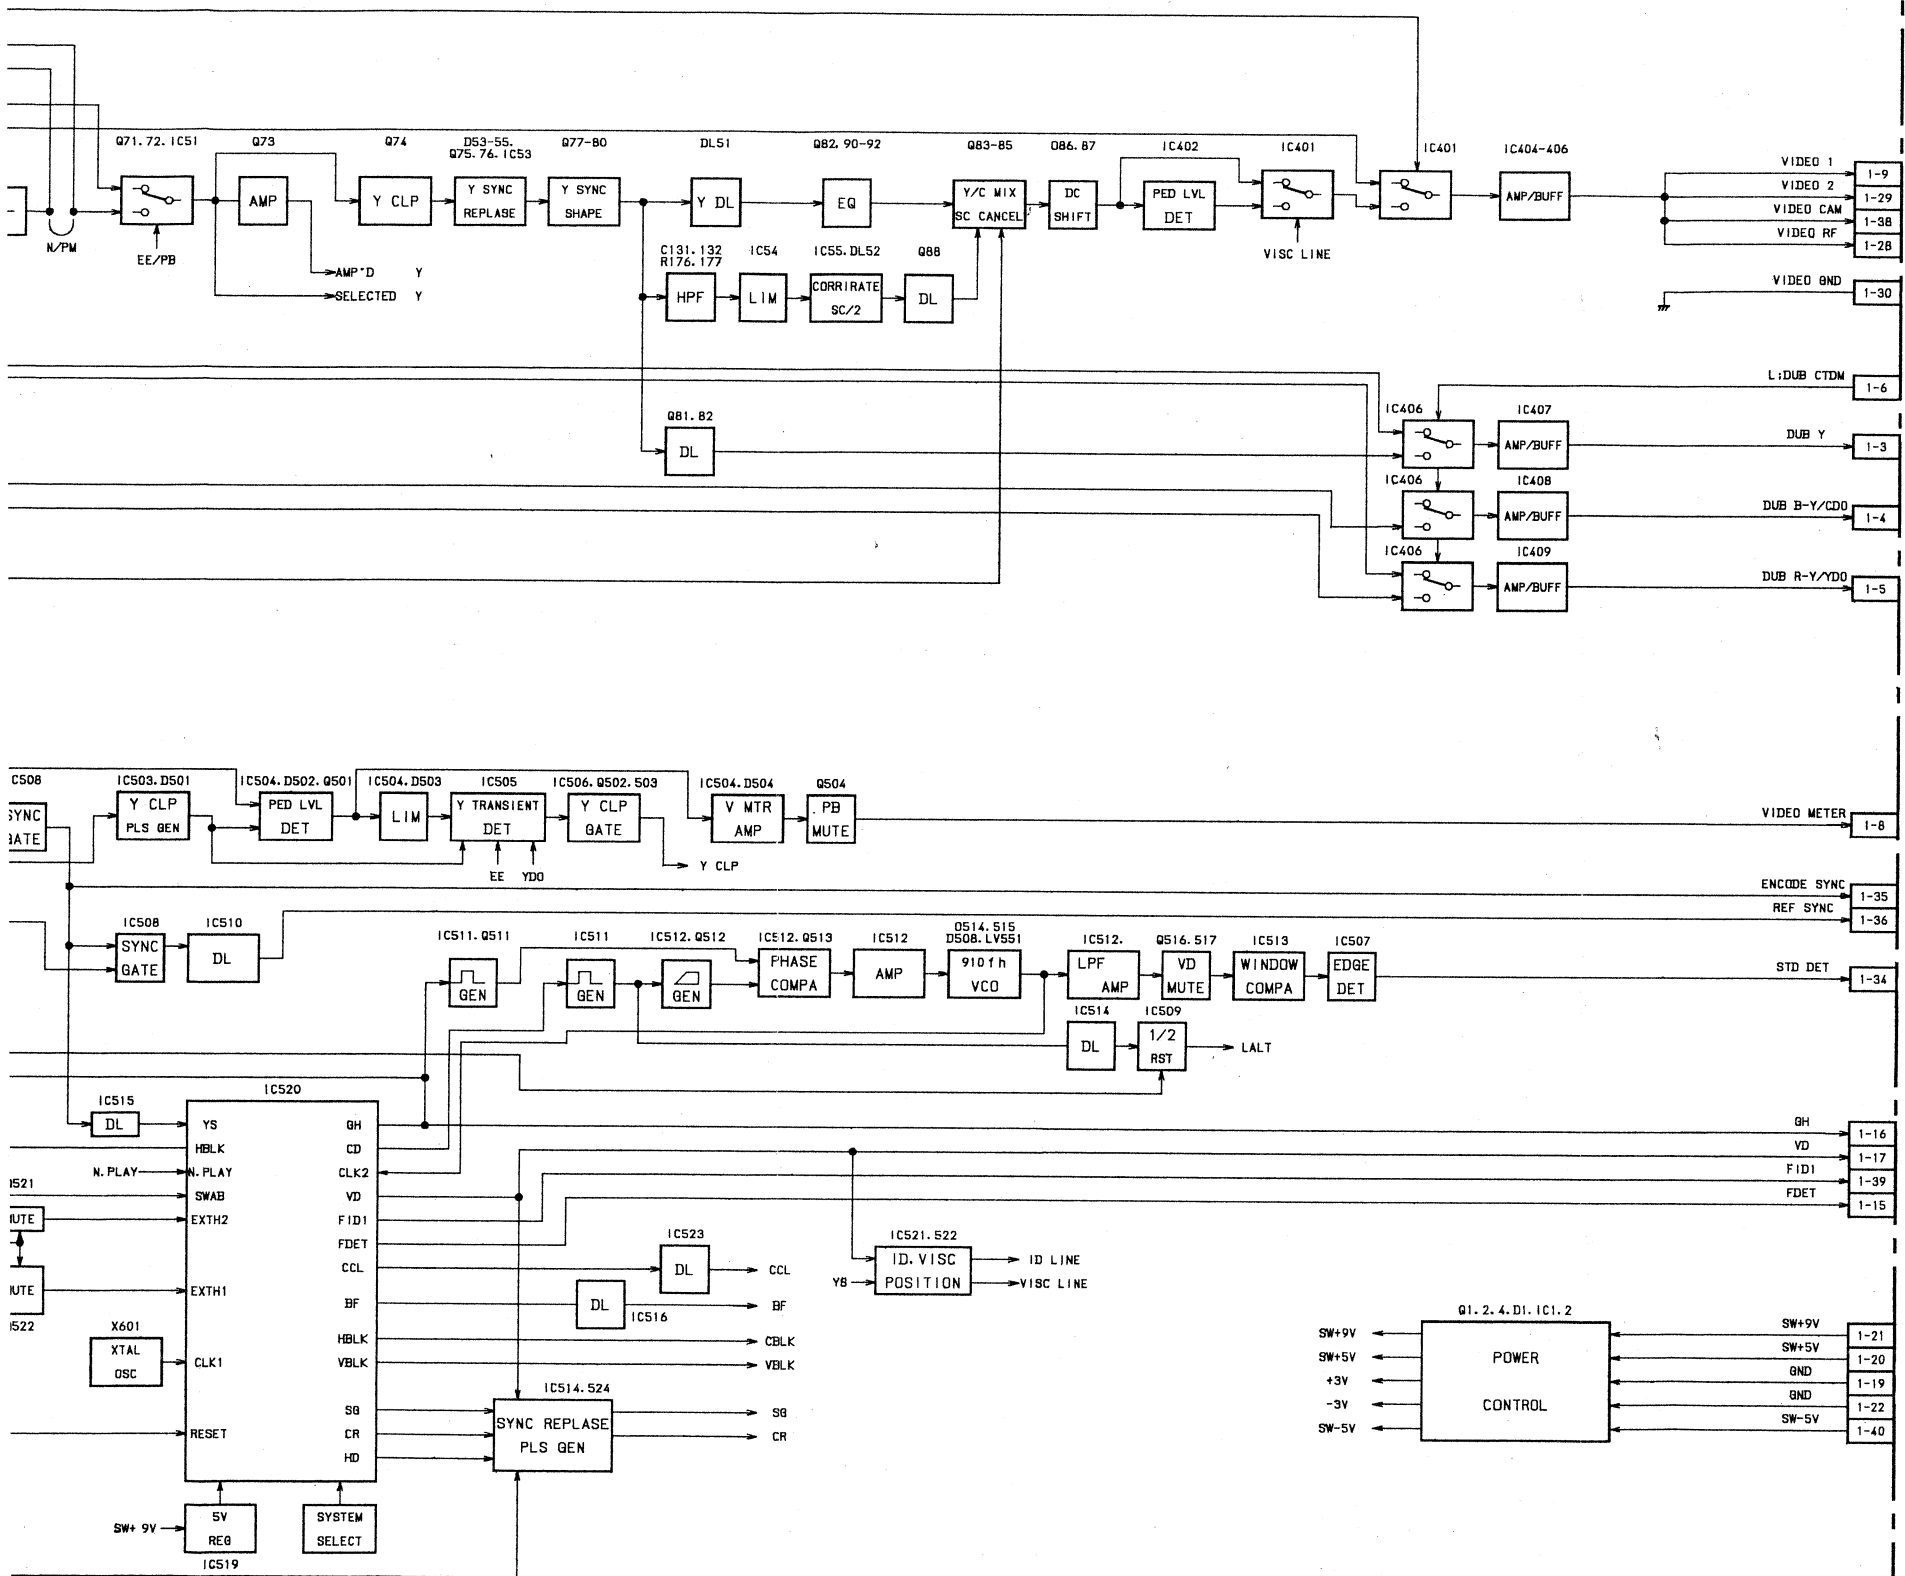 Q71.72.IC51
Q73
Q74
D53-55.
Q75.76.IC53
Q77-80
DL51
Q82.90-92
Q83-85
Q86.87
IC402
IC401
IC401
IC404-406
AMP
Y CLP
Y SYNC
REPLASE
Y SYNC
SHAPE
Y DL
EQ
Y/C MIX
SC CANCEL
DC
SHIFT
PED LVL
DET
AMP/BUFF
VIDEO 1
1-9
VIDEO 2
1-29
VIDEO CAM
1-38
VIDEO RF
1-28
N/PM
EE/PB
VISC LINE
AMP'D Y
SELECTED Y
C131.132
R176.177
IC54
IC55.DL52
Q88
HPF
LIM
CORRIRATE
SC/2
DL
VIDEO GND
1-30
L;DUB CTDM
1-6
Q81.82
DL
IC406
IC407
AMP/BUFF
DUB Y
1-3
IC406
IC408
AMP/BUFF
DUB B-Y/CDO
1-4
IC406
IC409
AMP/BUFF
DUB R-Y/YDO
1-5
C508
SYNC
GATE
IC503.D501
Y CLP
PLS GEN
IC504.D502.Q501
PED LVL
DET
IC504.D503
LIM
IC505
Y TRANSIENT
DET
IC506.Q502.503
Y CLP
GATE
IC504.D504
V MTR
AMP
Q504
PB
MUTE
VIDEO METER
1-8
EE
YDO
Y CLP
ENCODE SYNC
1-35
REF SYNC
1-36
IC508
SYNC
GATE
IC510
DL
IC511.Q511
GEN
IC511
GEN
IC512.Q512
GEN
IC512.Q513
PHASE
COMPA
IC512
AMP
Q514.515
D508.LV551
910fh
VCO
IC512.
LPF
AMP
Q516.517
VD
MUTE
IC513
WINDOW
COMPA
IC507
EDGE
DET
STD DET
1-34
IC514
DL
IC509
1/2
RST
LALT
IC515
DL
IC520
YS
HBLK
N.PLAY
N.PLAY
SWAB
EXTH2
EXTH1
CLK1
RESET
GH
CD
CLK2
VD
FID1
FDET
CCL
BF
HBLK
VBLK
SG
CR
HD
GH
1-16
VD
1-17
FID1
1-39
FDET
1-15
521
UTE
UTE
522
X601
XTAL
OSC
IC523
DL
CCL
DL
IC516
BF
CBLK
VBLK
IC521.522
ID.VISC
POSITION
YS
ID LINE
VISC LINE
IC514.524
SYNC REPLASE
PLS GEN
SG
CR
5V
REG
SW+ 9V
IC519
SYSTEM
SELECT
Q1.2.4.D1.IC1.2
POWER
CONTROL
SW+9V
SW+5V
+3V
-3V
SW-5V
SW+9V
1-21
SW+5V
1-20
GND
1-19
GND
1-22
SW-5V
1-40